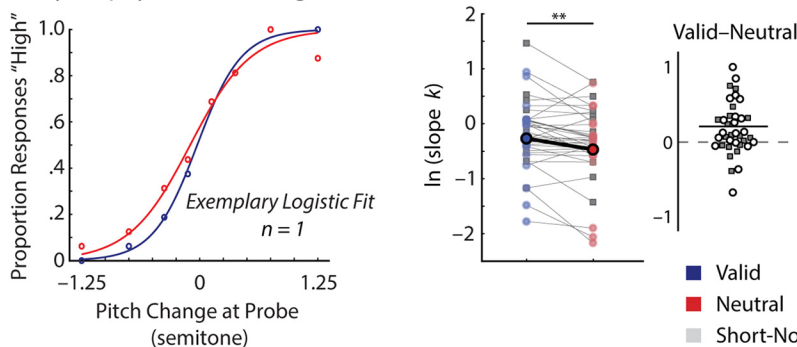 Proportion Responses "High"
1
.8
.6
.4
.2
0
Exemplary Logistic Fit
n = 1
−1.25
0
1.25
Pitch Change at Probe
(semitone)
ln (slope k)
2
1
0
−1
−2
**
Valid–Neutral
1
0
−1
Valid
Neutral